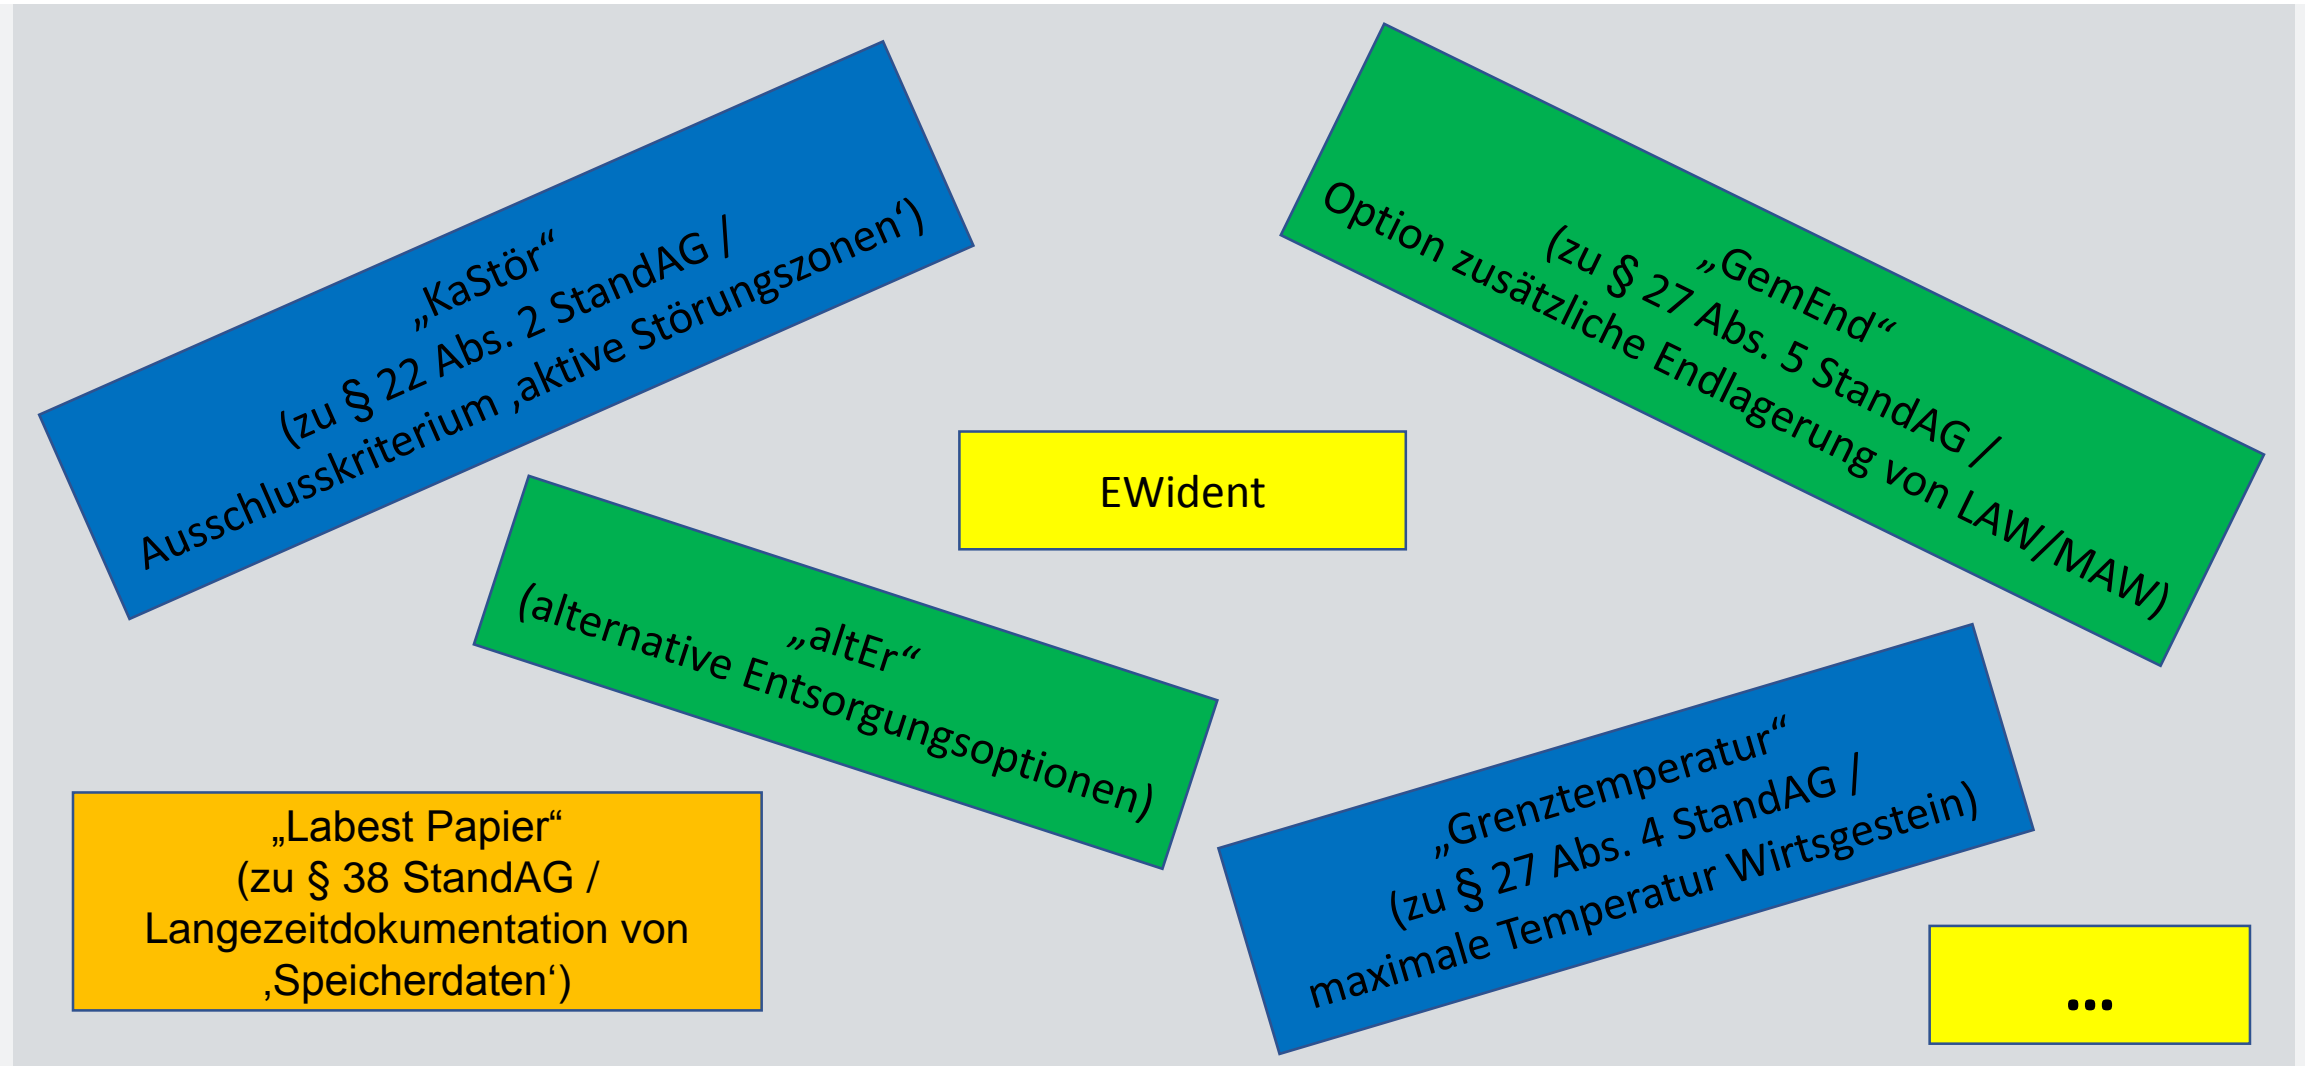 „KaStör“
(zu § 22 Abs. 2 StandAG /
Ausschlusskriterium ‚aktive Störungszonen‘)
„GemEnd“
(zu § 27 Abs. 5 StandAG /
Option zusätzliche Endlagerung von LAW/MAW)
EWident
„altEr“
(alternative Entsorgungsoptionen)
„Grenztemperatur“
(zu § 27 Abs. 4 StandAG /
maximale Temperatur Wirtsgestein)
„Labest Papier“
(zu § 38 StandAG /
Langezeitdokumentation von
‚Speicherdaten‘)
...